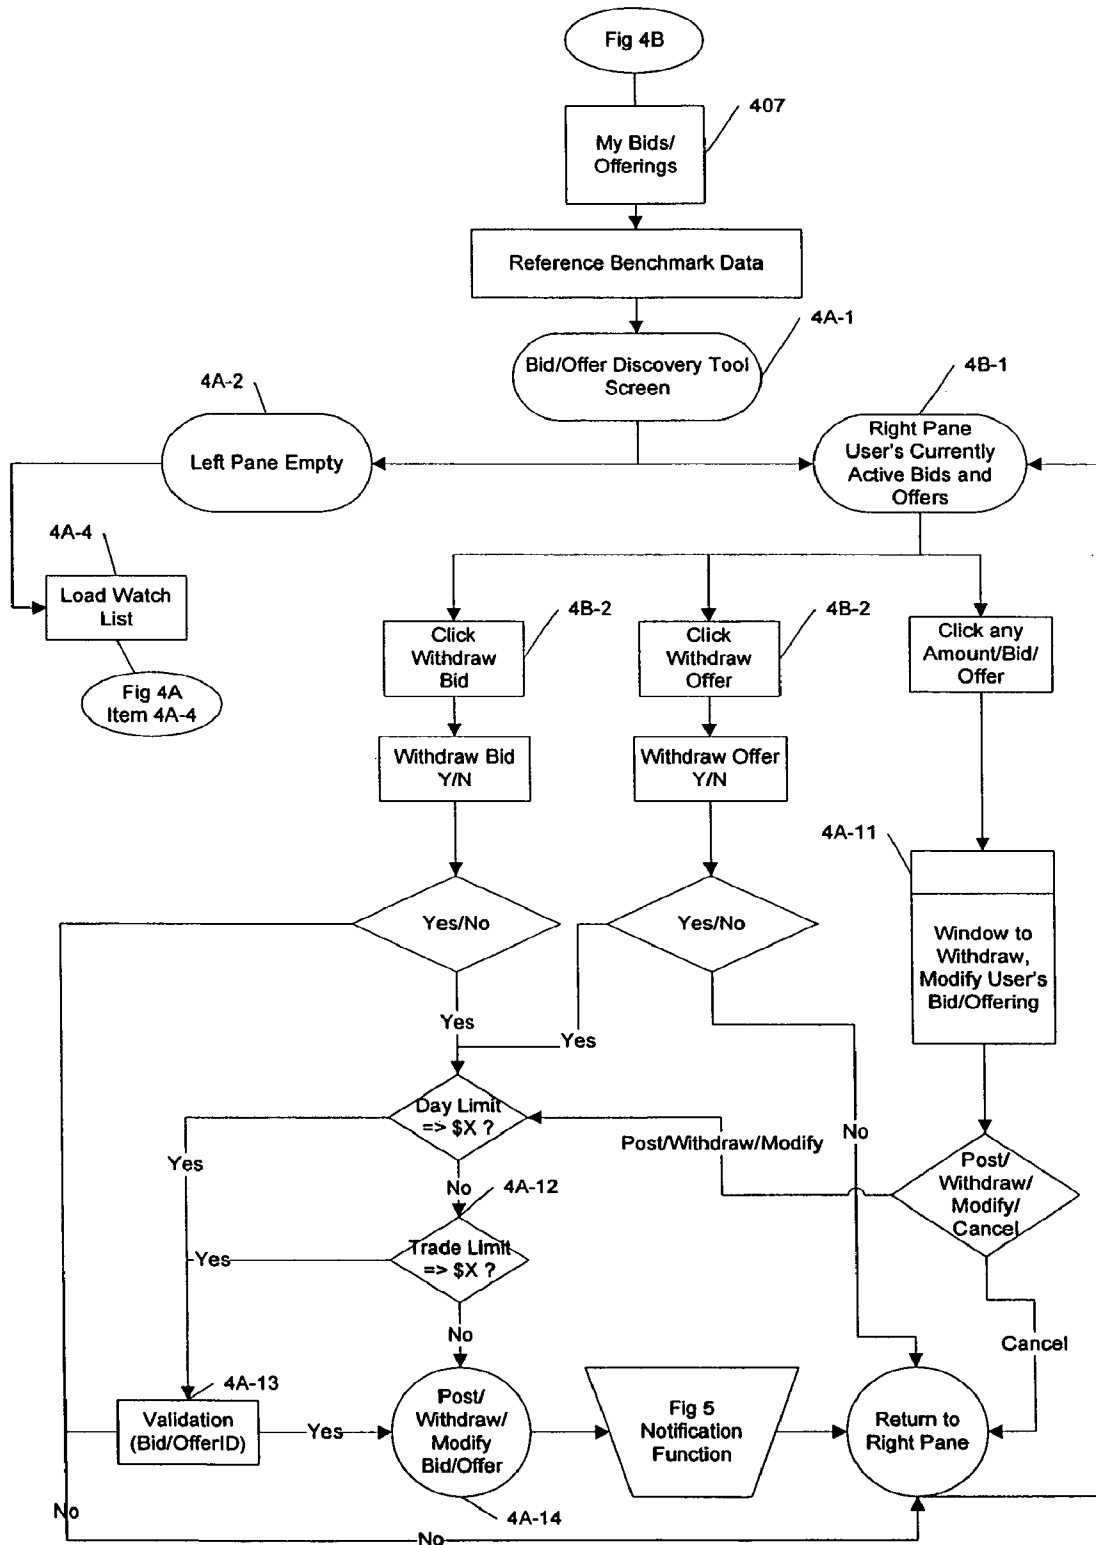 Fig 4B
407
My Bids/
Offerings
Reference Benchmark Data
4A-1
Bid/Offer Discovery Tool
Screen
4A-2
Left Pane Empty
4B-1
Right Pane
User's Currently
Active Bids and
Offers
4A-4
Load Watch
List
Fig 4A
Item 4A-4
4B-2
Click
Withdraw
Bid
4B-2
Click
Withdraw
Offer
Click any
Amount/Bid/
Offer
Withdraw Bid
Y/N
Withdraw Offer
Y/N
4A-11
Yes/No
Yes/No
Window to
Withdraw,
Modify User's
Bid/Offering
Yes
Yes
Day Limit
=> $X ?
Post/Withdraw/Modify
No
Post/
Withdraw/
Modify/
Cancel
Yes
No
4A-12
Trade Limit
=> $X ?
Yes
No
Cancel
4A-13
Validation
(Bid/OfferID)
Yes
Post/
Withdraw/
Modify
Bid/Offer
Fig 5
Notification
Function
Return to
Right Pane
4A-14
No
No